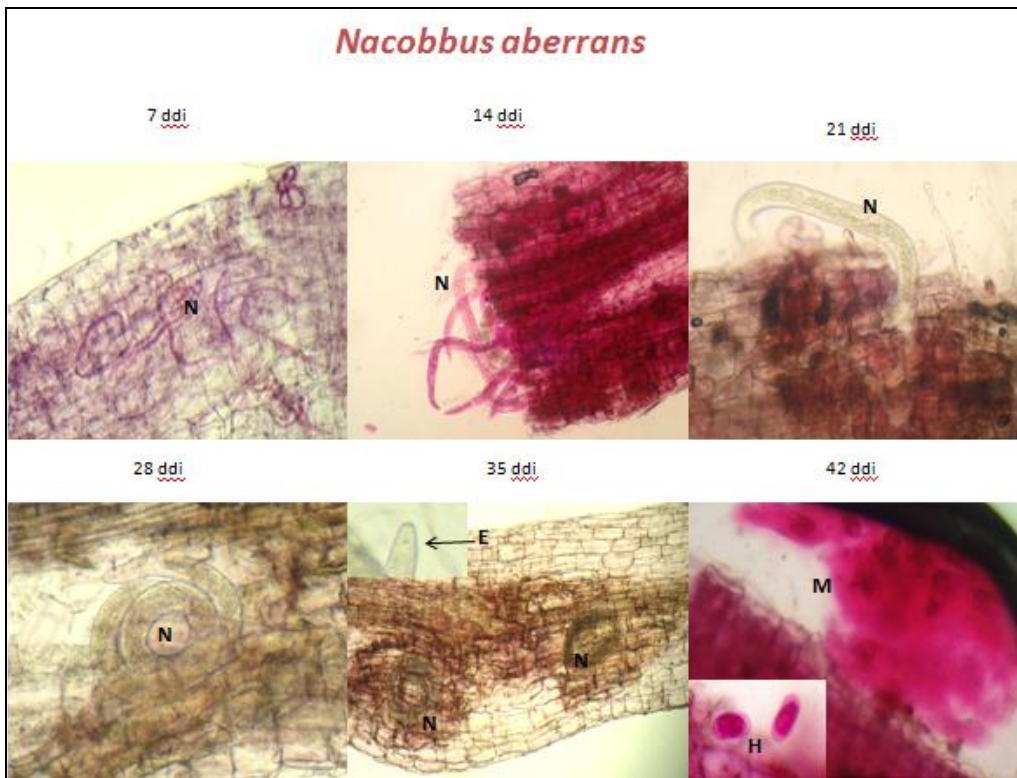 Nacobbus aberrans
7 ddi
14 ddi
21 ddi
N
N
N
28 ddi
35 ddi
42 ddi
E
N
N
N
M
H